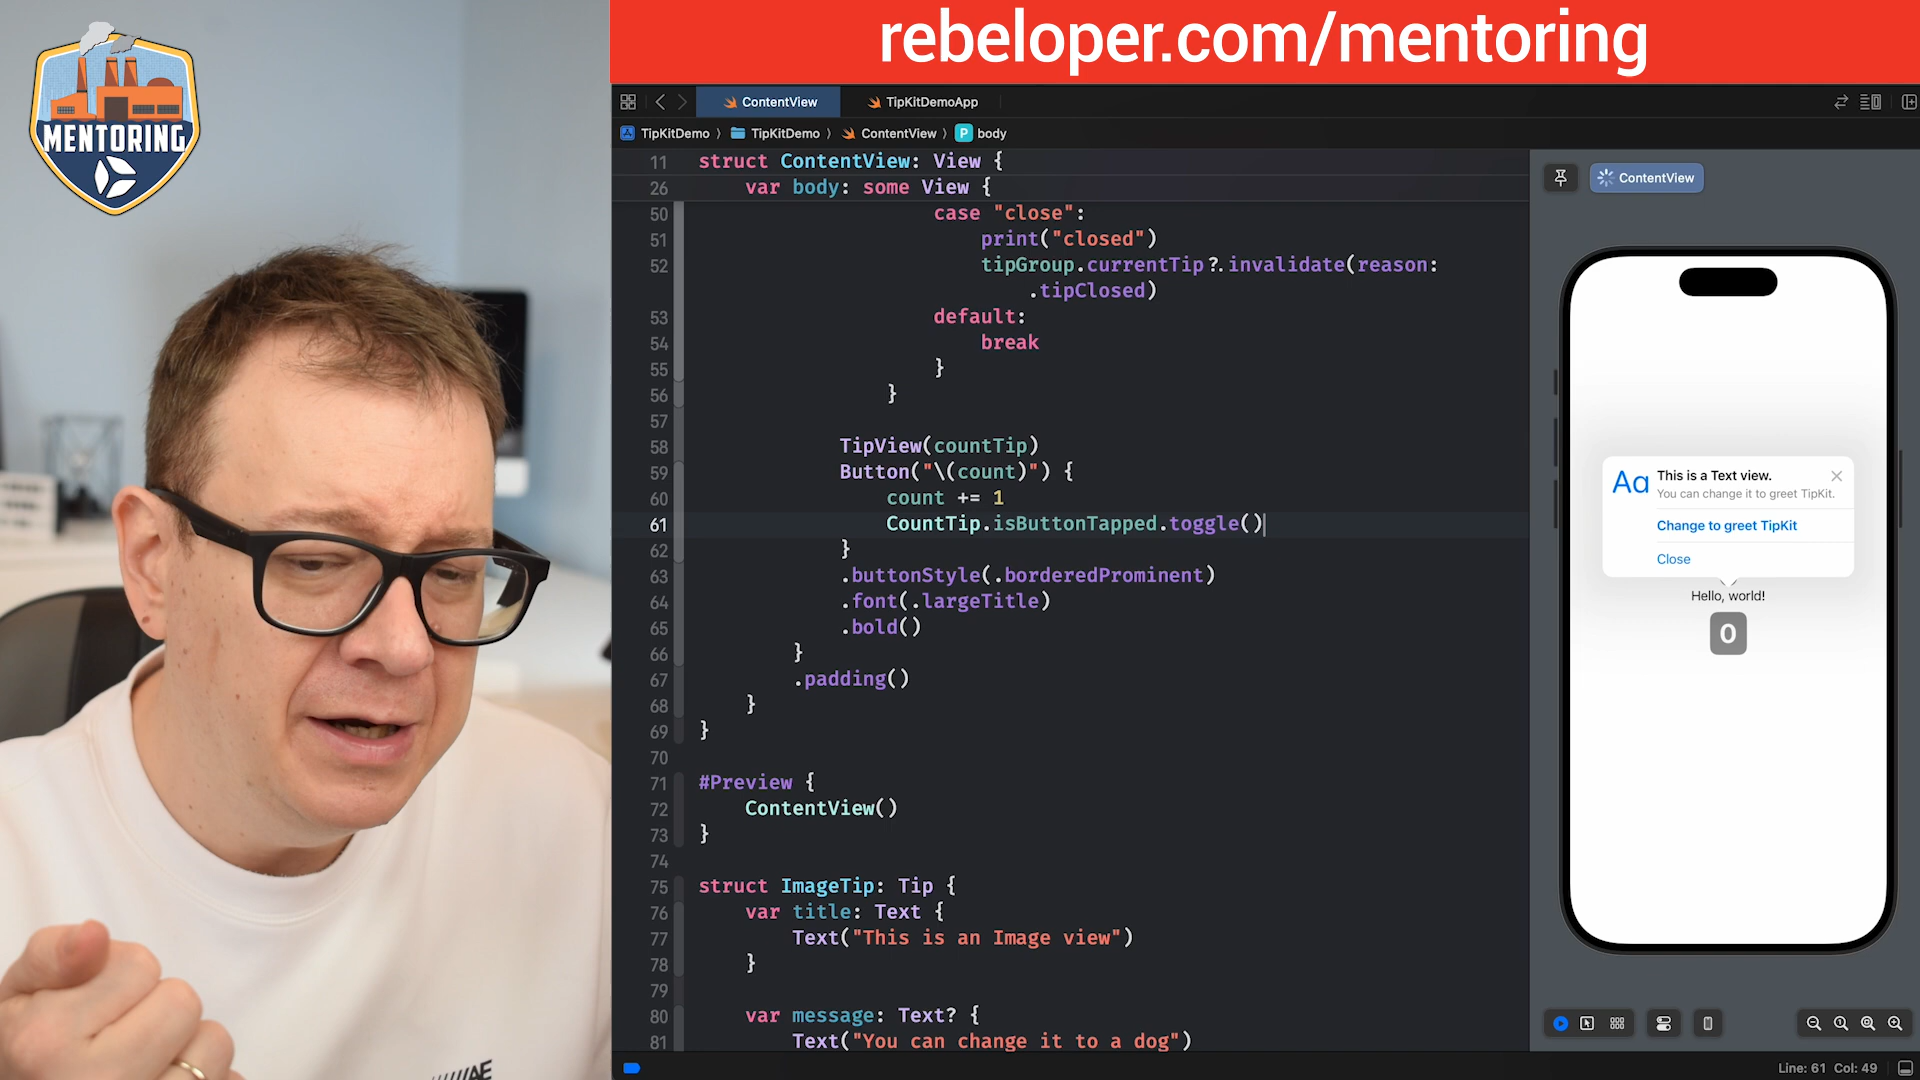 rebeloper.com/mentoring
MENTORING
ContentView
TipKitDemoApp
TipKitDemo
TipKitDemo
ContentView
P
body
11 struct ContentView: View {
26 var body: some View {
50 case "close":
51 print("closed")
52 tipGroup.currentTip?.invalidate(reason:
.tipClosed)
53 default:
54 break
55 }
56 }
57
58 TipView(countTip)
59 Button("\(count)") {
60 count += 1
61 CountTip.isButtonTapped.toggle()
62 }
63 .buttonStyle(.borderedProminent)
64 .font(.largeTitle)
65 .bold()
66 }
67 .padding()
68 }
69 }
70
71 #Preview {
72 ContentView()
73 }
74
75 struct ImageTip: Tip {
76 var title: Text {
77 Text("This is an Image view")
78 }
79
80 var message: Text? {
81 Text("You can change it to a dog")
ContentView
Aa
This is a Text view.
You can change it to greet TipKit.
Change to greet TipKit
Close
Hello, world!
0
Line: 61 Col: 49